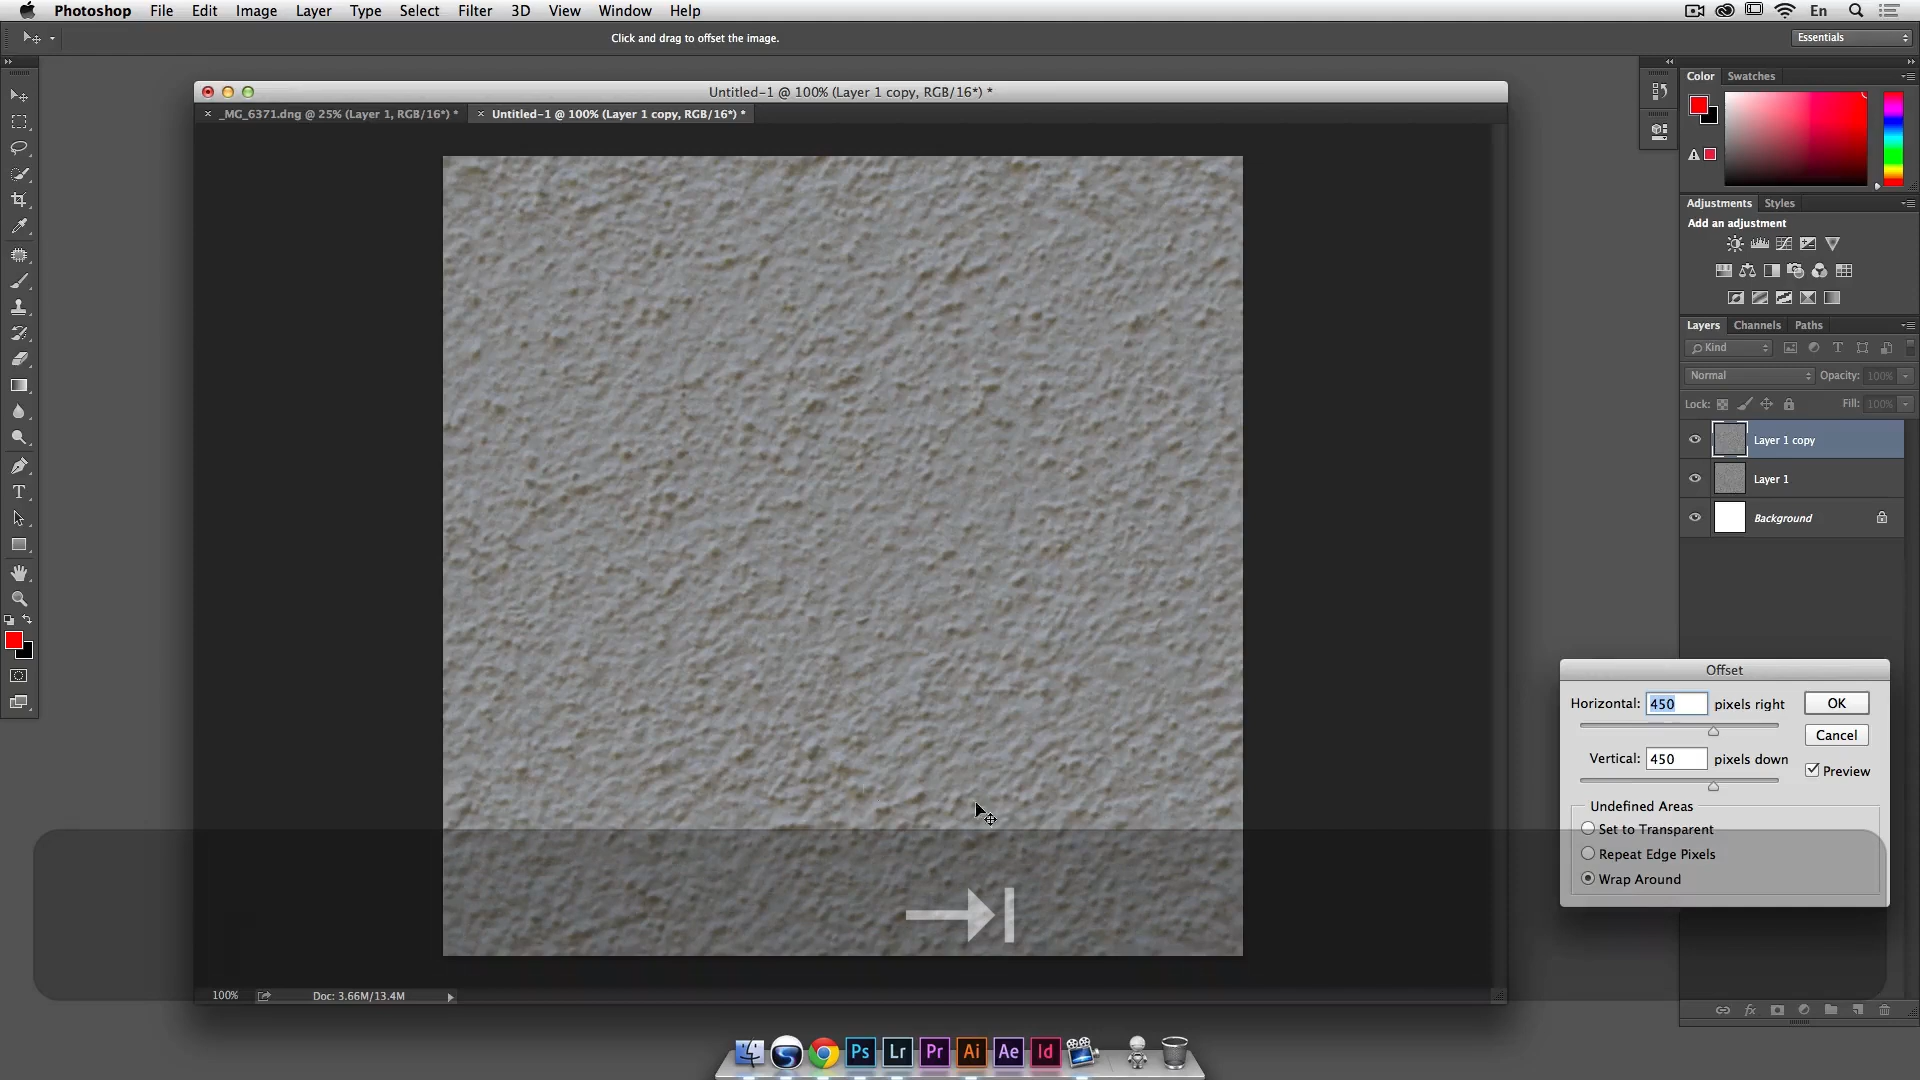 Photoshop File Edit Image Layer Type Select Filter 3D View Window Help En
Click and drag to offset the image.
Essentials
Untitled-1 @ 100% (Layer 1 copy, RGB/16*) *
_MG_6371.dng @ 25% (Layer 1, RGB/16*) *
Untitled-1 @ 100% (Layer 1 copy, RGB/16*) *
Color Swatches
Adjustments Styles
Add an adjustment
Layers Channels Paths
Kind
Normal Opacity: 100%
Lock: Fill: 100%
Layer 1 copy
Layer 1
Background
Offset
Horizontal: 450 pixels right OK
Cancel
Vertical: 450 pixels down
Preview
Undefined Areas
Set to Transparent
Repeat Edge Pixels
Wrap Around
100% Doc: 3.66M/13.4M
Ps Lr Pr Ai Ae Id